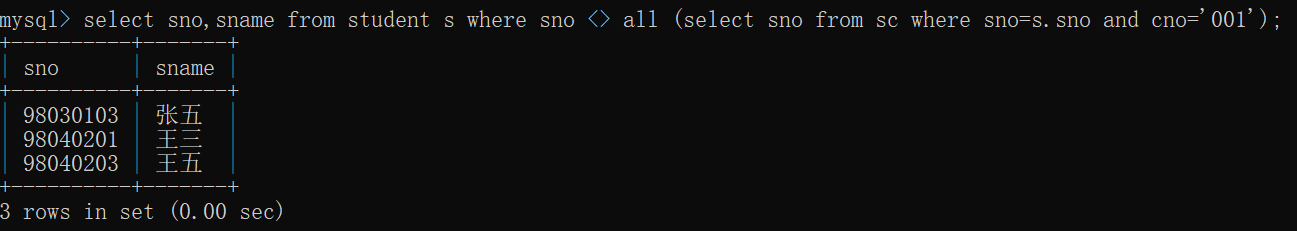 mysql> select sno,sname from student s where sno <> all (select sno from sc where sno=s.sno and cno='001');
+----------+-------+
| sno      | sname |
+----------+-------+
| 98030103 | 张五  |
| 98040201 | 王三  |
| 98040203 | 王五  |
+----------+-------+
3 rows in set (0.00 sec)